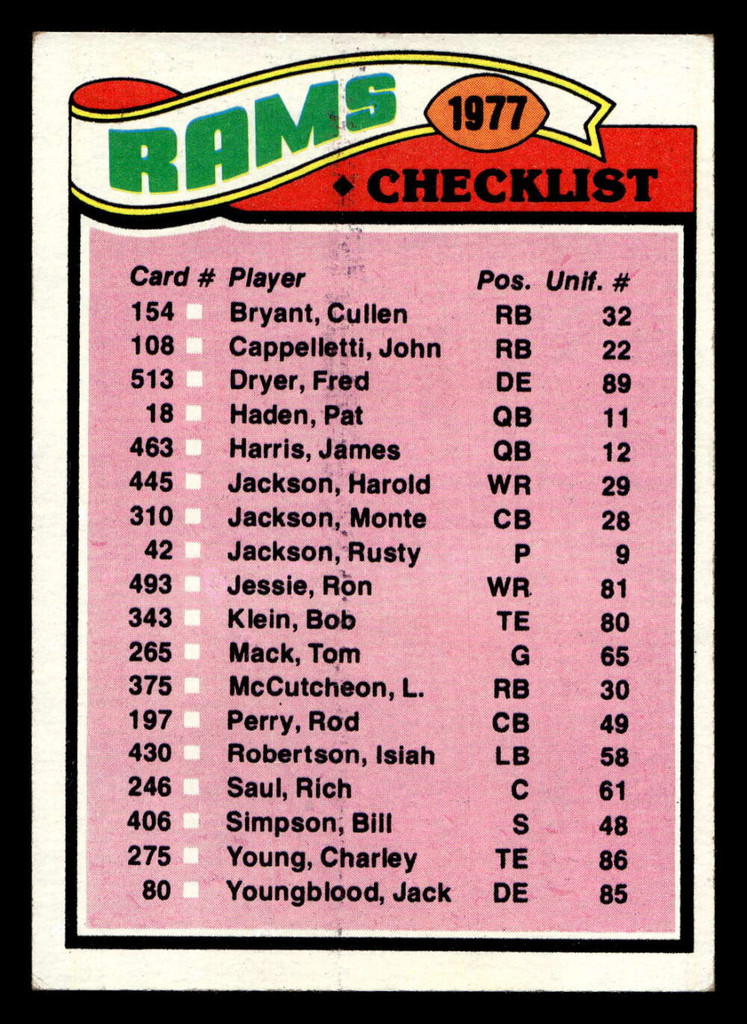 RAMS 1977
♦ CHECKLIST
Card # Player Pos. Unif. #
154 Bryant, Cullen RB 32
108 Cappelletti, John RB 22
513 Dryer, Fred DE 89
18 Haden, Pat QB 11
463 Harris, James QB 12
445 Jackson, Harold WR 29
310 Jackson, Monte CB 28
42 Jackson, Rusty P 9
493 Jessie, Ron WR 81
343 Klein, Bob TE 80
265 Mack, Tom G 65
375 McCutcheon, L. RB 30
197 Perry, Rod CB 49
430 Robertson, Isiah LB 58
246 Saul, Rich C 61
406 Simpson, Bill S 48
275 Young, Charley TE 86
80 Youngblood, Jack DE 85